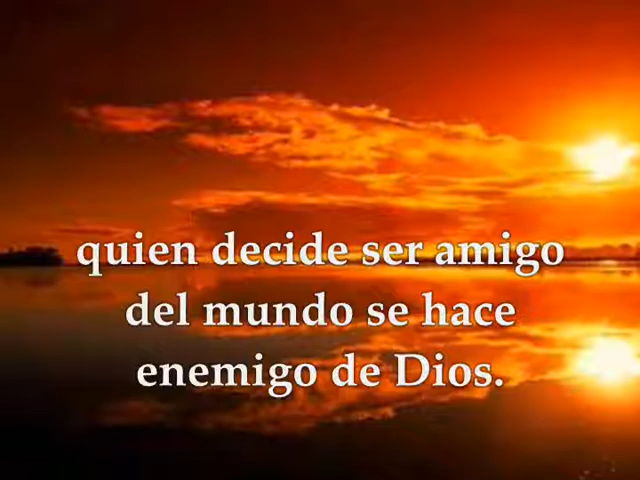 quien decide ser amigo
del mundo se hace
enemigo de Dios.